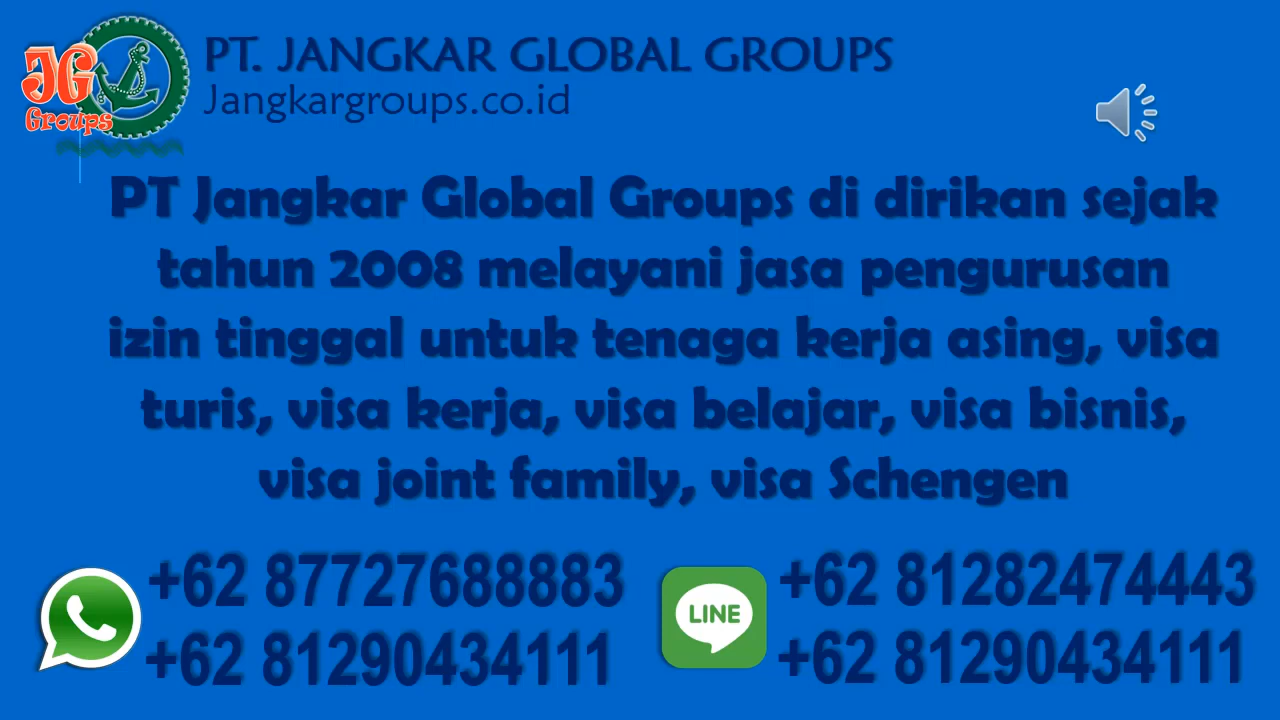 JG
Groups
PT. JANGKAR GLOBAL GROUPS
Jangkargroups.co.id
PT Jangkar Global Groups di dirikan sejak
tahun 2008 melayani jasa pengurusan
izin tinggal untuk tenaga kerja asing, visa
turis, visa kerja, visa belajar, visa bisnis,
visa joint family, visa Schengen
+62 87727688883
+62 81290434111
LINE
+62 81282474443
+62 81290434111